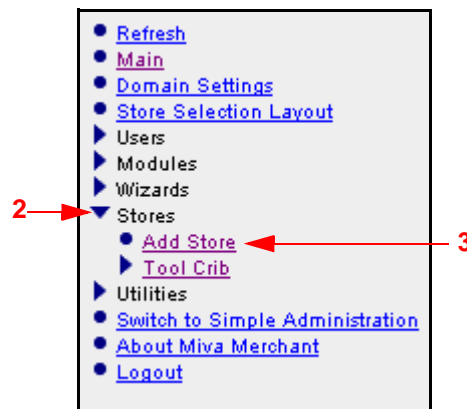 Refresh
Main
Domain Settings
Store Selection Layout
Users
Modules
Wizards
2 Stores
Add Store 3
Tool Crib
Utilities
Switch to Simple Administration
About Miva Merchant
Logout